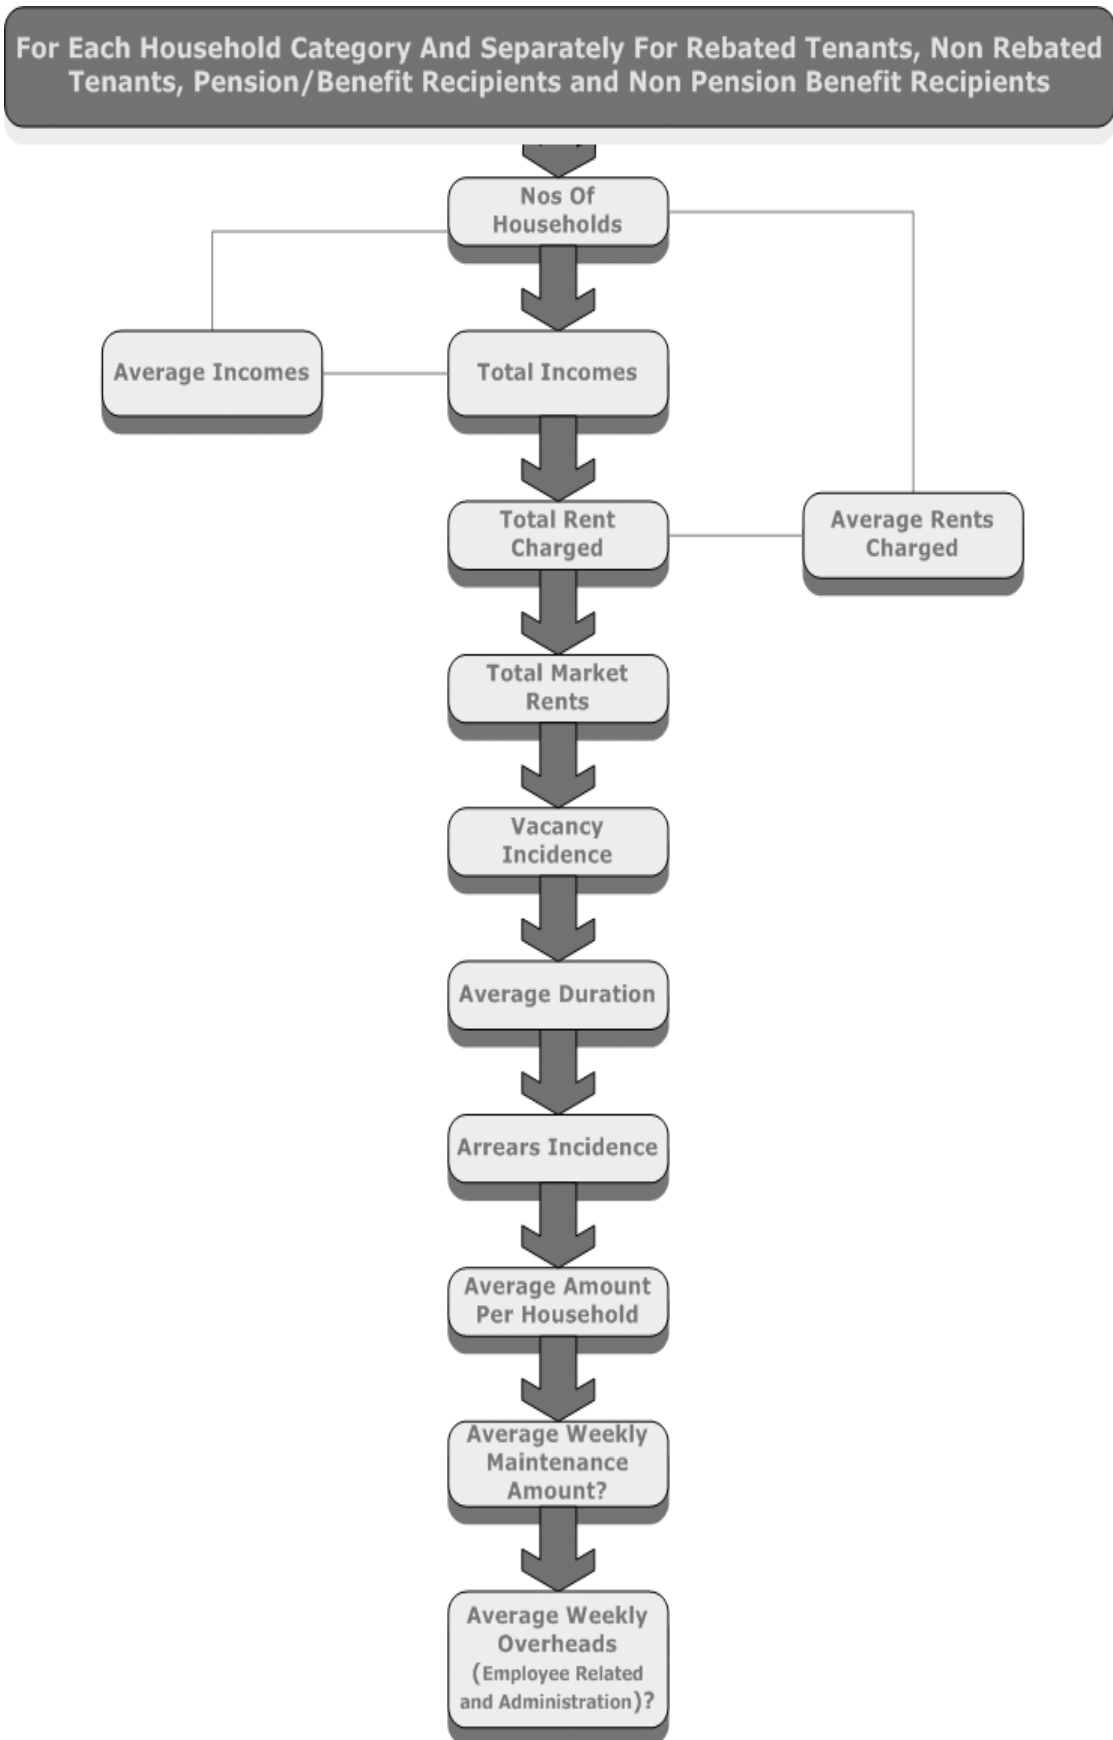 For Each Household Category And Separately For Rebated Tenants, Non Rebated
Tenants, Pension/Benefit Recipients and Non Pension Benefit Recipients
Nos Of
Households
Average Incomes
Total Incomes
Total Rent
Charged
Average Rents
Charged
Total Market
Rents
Vacancy
Incidence
Average Duration
Arrears Incidence
Average Amount
Per Household
Average Weekly
Maintenance
Amount?
Average Weekly
Overheads
(Employee Related
and Administration)?